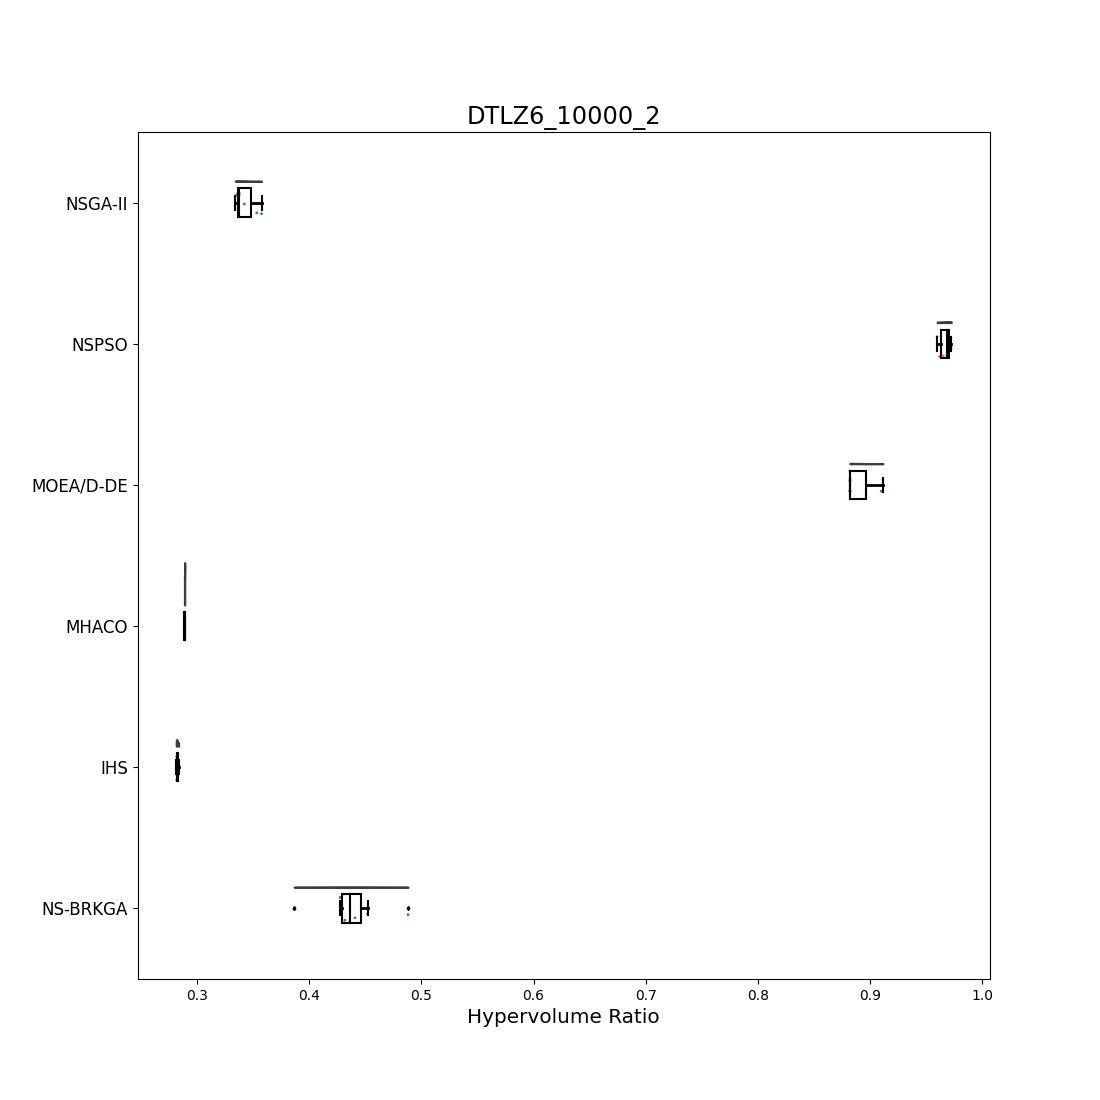 DTLZ6_10000_2
NSGA-II
NSPSO
MOEA/D-DE
MHACO
IHS
NS-BRKGA
0.3 0.4 0.5 0.6 0.7 0.8 0.9 1.0
Hypervolume Ratio